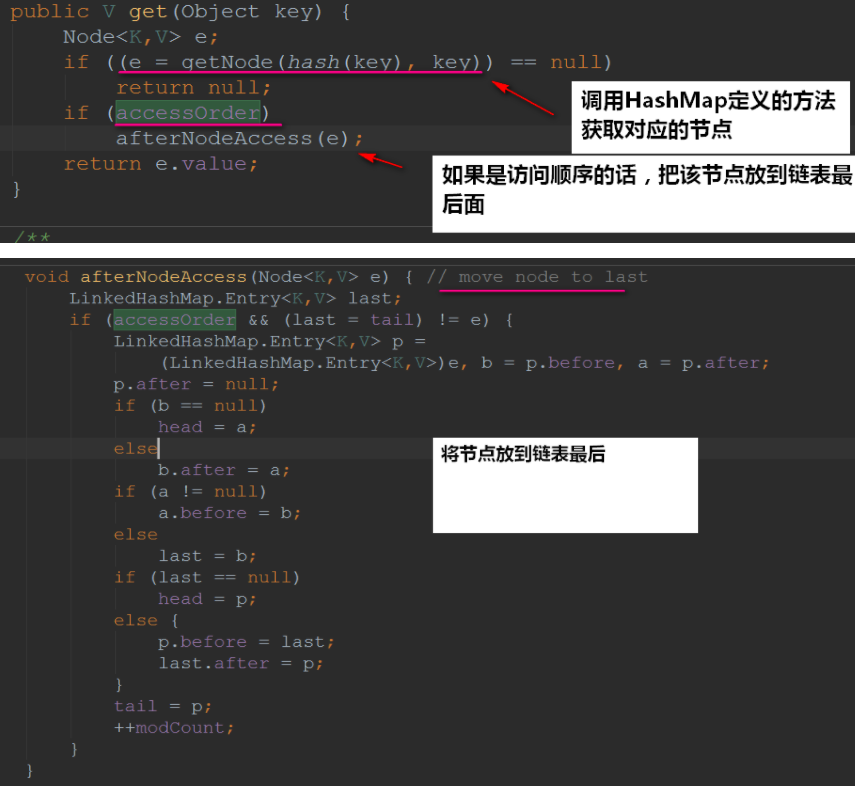 public V get(Object key) {
Node<K,V> e;
if ((e = getNode(hash(key), key)) == null)
return null;
if (accessOrder)
afterNodeAccess(e);
return e.value;
}
调用HashMap定义的方法
获取对应的节点
如果是访问顺序的话，把该节点放到链表最
后面
/**
void afterNodeAccess(Node<K,V> e) { // move node to last
LinkedHashMap.Entry<K,V> last;
if (accessOrder && (last = tail) != e) {
LinkedHashMap.Entry<K,V> p =
(LinkedHashMap.Entry<K,V>)e, b = p.before, a = p.after;
p.after = null;
if (b == null)
head = a;
else
b.after = a;
if (a != null)
a.before = b;
else
last = b;
if (last == null)
head = p;
else {
p.before = last;
last.after = p;
}
tail = p;
++modCount;
}
}
将节点放到链表最后